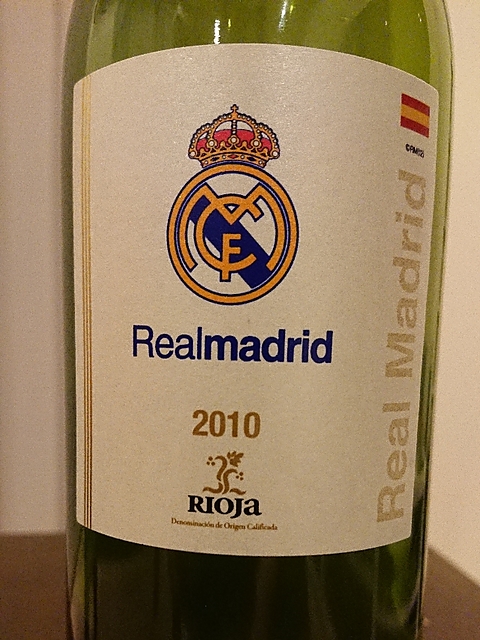 Realmadrid
2010
RIOJa
Denominación de Origen Calificada
Real Madrid